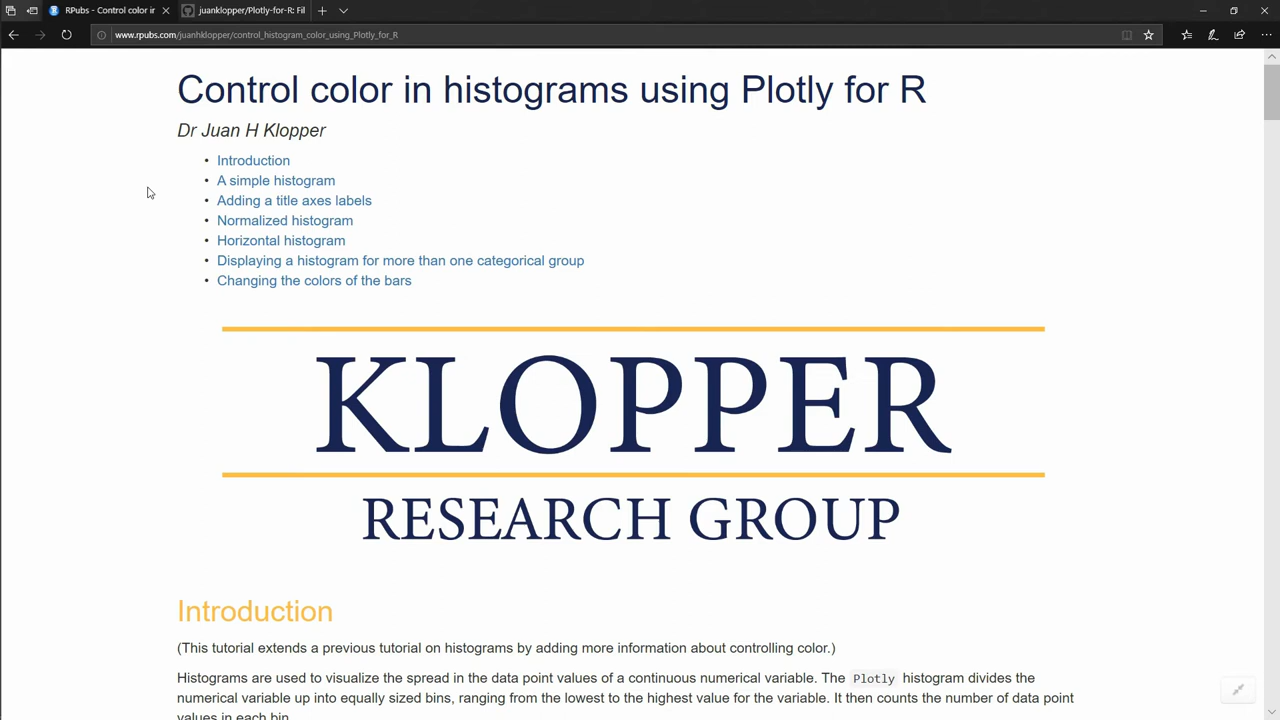 RPubs - Control color in
juanklopper/Plotly-for-R: Fil
www.rpubs.com/juanhklopper/control_histogram_color_using_Plotly_for_R
Control color in histograms using Plotly for R
Dr Juan H Klopper
• Introduction
• A simple histogram
• Adding a title axes labels
• Normalized histogram
• Horizontal histogram
• Displaying a histogram for more than one categorical group
• Changing the colors of the bars
KLOPPER
RESEARCH GROUP
Introduction
(This tutorial extends a previous tutorial on histograms by adding more information about controlling color.)
Histograms are used to visualize the spread in the data point values of a continuous numerical variable. The Plotly histogram divides the
numerical variable up into equally sized bins, ranging from the lowest to the highest value for the variable. It then counts the number of data point
values in each bin.